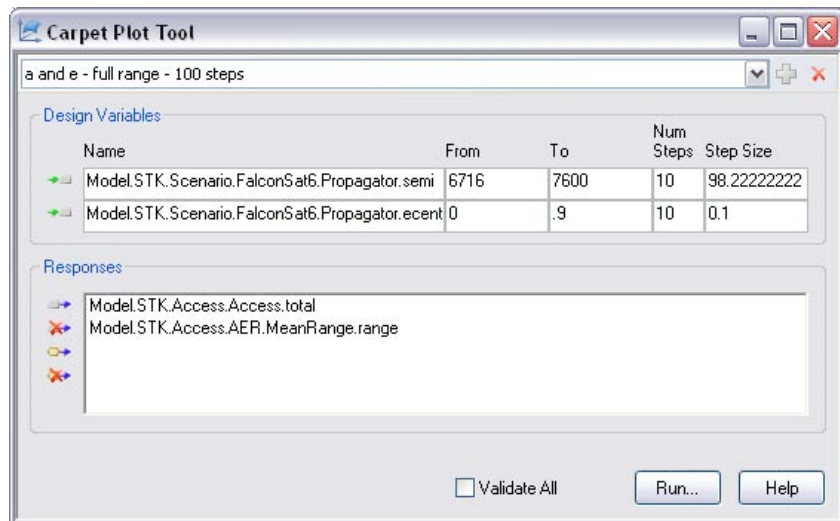 Carpet Plot Tool
a and e - full range - 100 steps
Design Variables
Name From To Num Steps Step Size
Model.STK.Scenario.FalconSat6.Propagator.semi 6716 7600 10 98.22222222
Model.STK.Scenario.FalconSat6.Propagator.ecent 0 .9 10 0.1
Responses
Model.STK.Access.Access.total
Model.STK.Access.AER.MeanRange.range
Validate All Run... Help